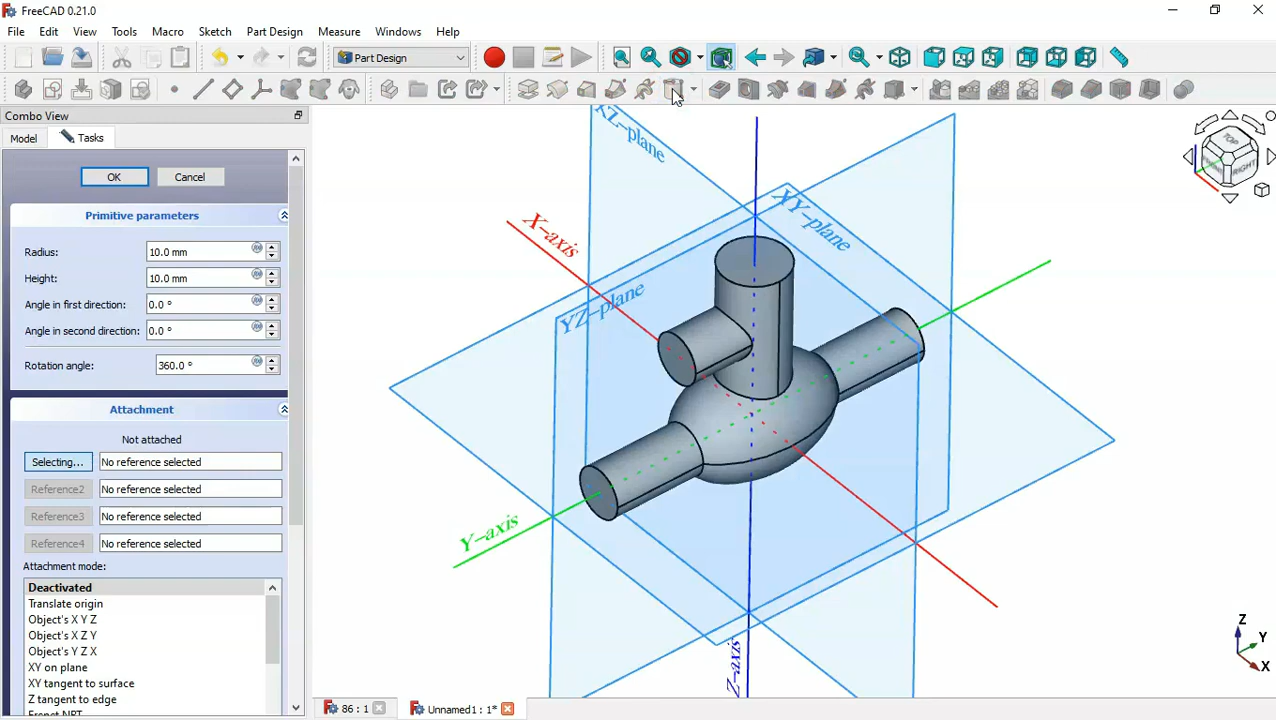 FreeCAD 0.21.0
File Edit View Tools Macro Sketch Part Design Measure Windows Help
Part Design
Combo View
Model Tasks
OK Cancel
Primitive parameters
Radius: 10.0 mm
Height: 10.0 mm
Angle in first direction: 0.0 °
Angle in second direction: 0.0 °
Rotation angle: 360.0 °
Attachment
Not attached
Selecting... No reference selected
Reference2 No reference selected
Reference3 No reference selected
Reference4 No reference selected
Attachment mode:
Deactivated
Translate origin
Object's X Y Z
Object's X Z Y
Object's Y Z X
XY on plane
XY tangent to surface
Z tangent to edge
XZ-plane
XY-plane
X-axis
YZ-plane
Y-axis
Z-axis
TOP
FRONT
RIGHT
Z
Y
X
86 : 1
Unnamed1 : 1*